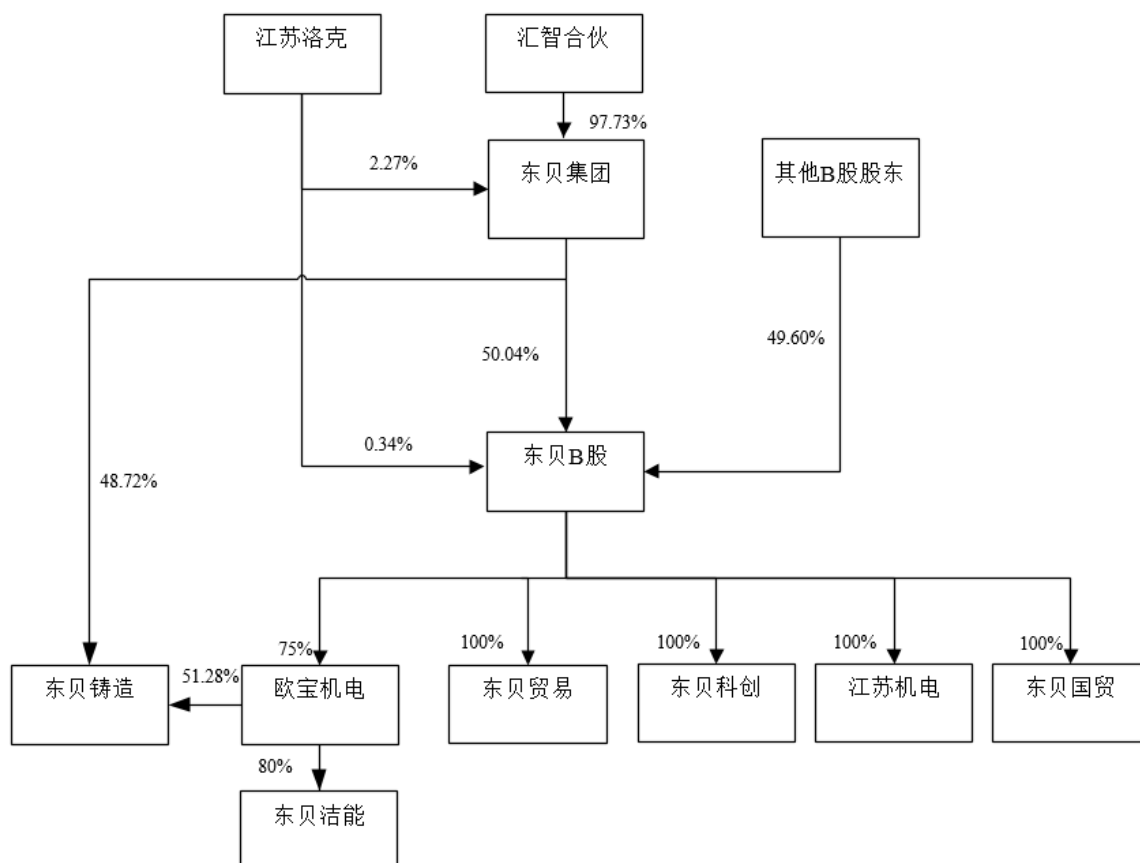 江苏洛克
汇智合伙
97.73%
2.27%
东贝集团
其他B股股东
50.04%
49.60%
0.34%
东贝B股
48.72%
75%
100%
100%
100%
100%
东贝铸造
51.28%
欧宝机电
东贝贸易
东贝科创
江苏机电
东贝国贸
80%
东贝洁能